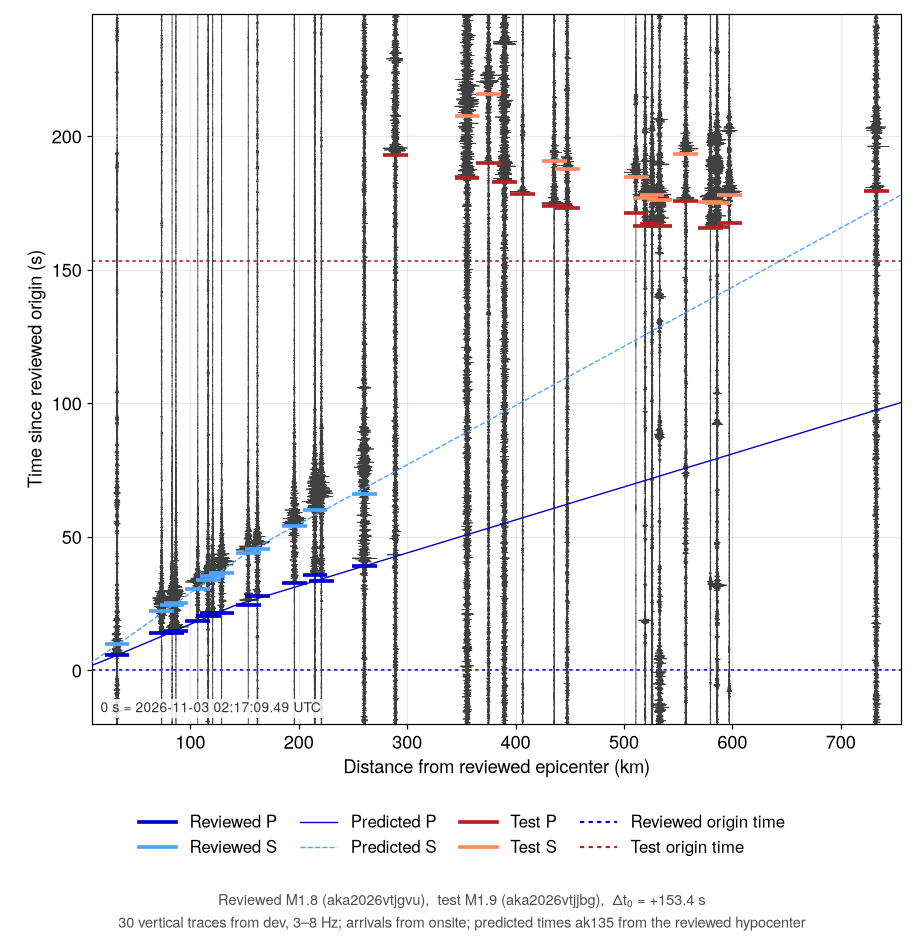 200
150
100
50
0
Time since reviewed origin (s)
0 s = 2026-11-03 02:17:09.49 UTC
100 200 300 400 500 600 700
Distance from reviewed epicenter (km)
Reviewed P Predicted P Test P Reviewed origin time
Reviewed S Predicted S Test S Test origin time
Reviewed M1.8 (aka2026vtjgvu), test M1.9 (aka2026vtjjbg), Δt₀ = +153.4 s
30 vertical traces from dev, 3–8 Hz; arrivals from onsite; predicted times ak135 from the reviewed hypocenter